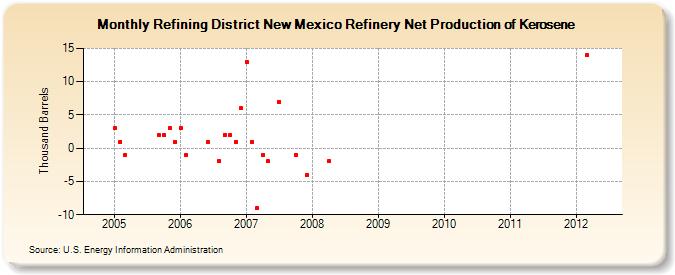 Monthly Refining District New Mexico Refinery Net Production of Kerosene
Thousand Barrels
15
10
5
0
-5
-10
2005 2006 2007 2008 2009 2010 2011 2012
Source: U.S. Energy Information Administration